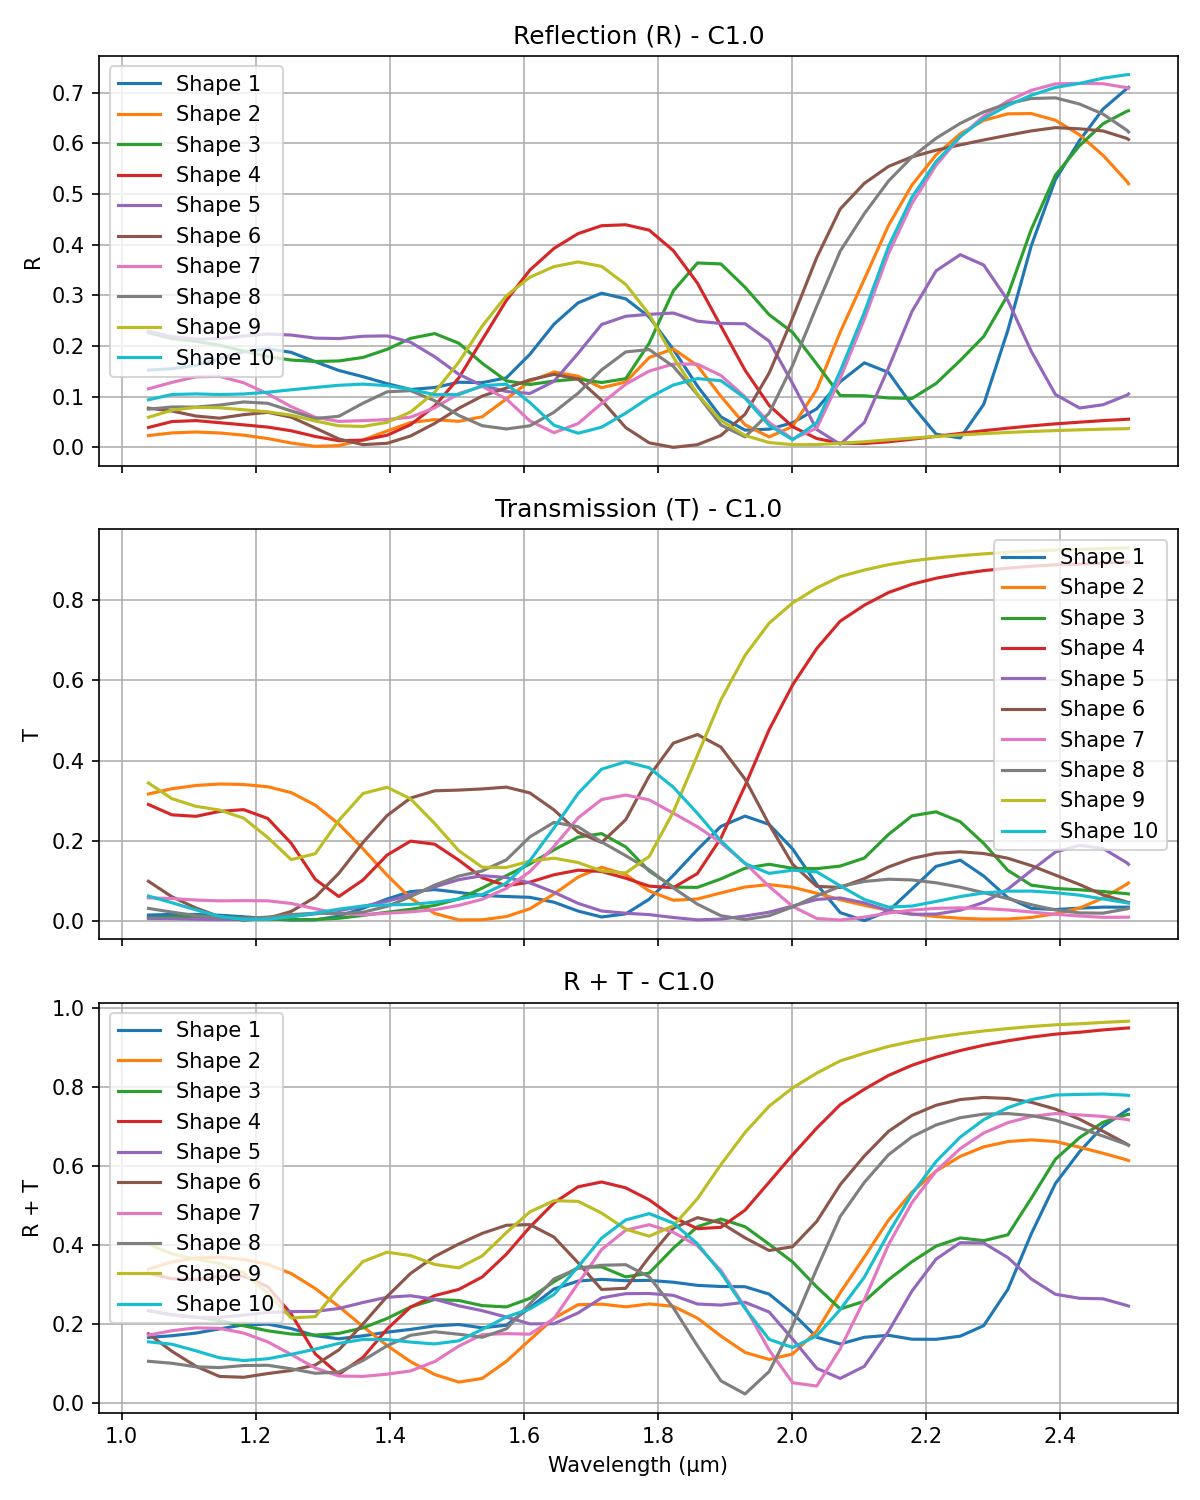 Reflection (R) - C1.0
R
0.7
0.6
0.5
0.4
0.3
0.2
0.1
0.0
Shape 1
Shape 2
Shape 3
Shape 4
Shape 5
Shape 6
Shape 7
Shape 8
Shape 9
Shape 10
Transmission (T) - C1.0
T
0.8
0.6
0.4
0.2
0.0
Shape 1
Shape 2
Shape 3
Shape 4
Shape 5
Shape 6
Shape 7
Shape 8
Shape 9
Shape 10
R + T - C1.0
R + T
1.0
0.8
0.6
0.4
0.2
0.0
Shape 1
Shape 2
Shape 3
Shape 4
Shape 5
Shape 6
Shape 7
Shape 8
Shape 9
Shape 10
1.0 1.2 1.4 1.6 1.8 2.0 2.2 2.4
Wavelength (μm)